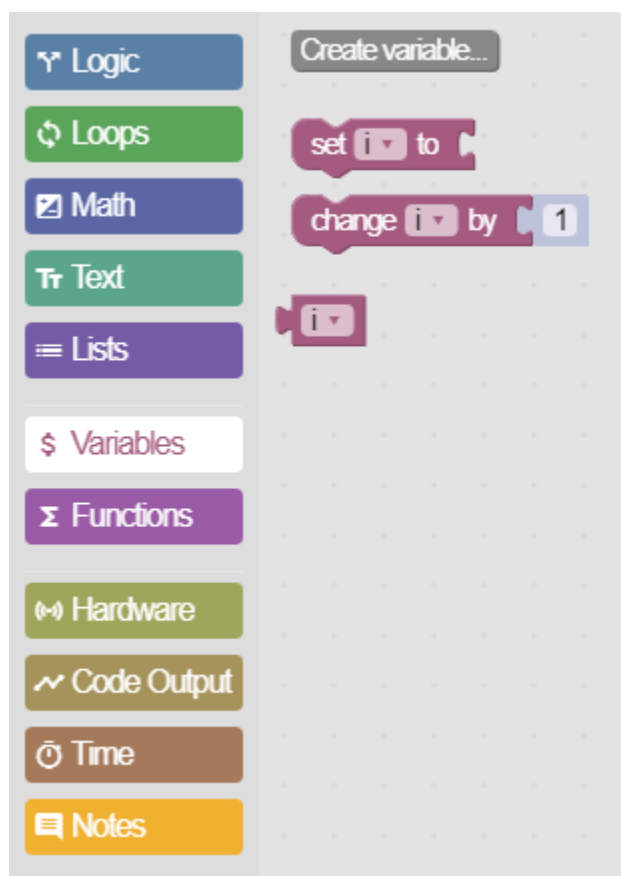 Logic
Loops
Math
Text
Lists
$ Variables
Σ Functions
Hardware
Code Output
Time
Notes
Create variable...
set i to
change i by 1
i